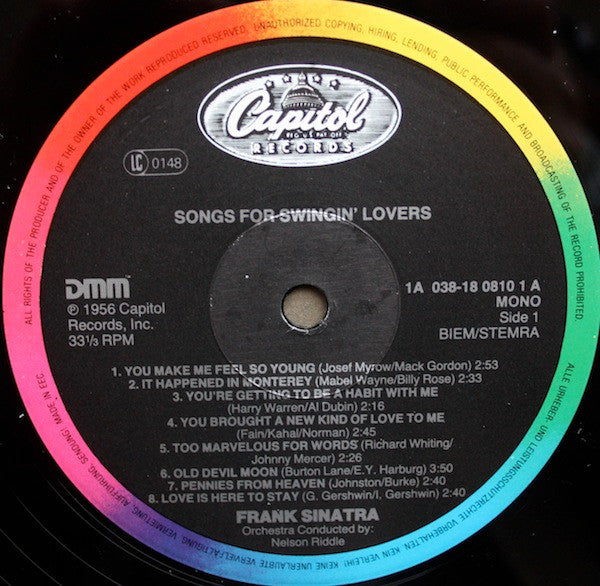 ALL RIGHTS OF THE PRODUCER AND OF THE OWNER OF THE WORK REPRODUCED RESERVED. UNAUTHORIZED COPYING, HIRING, LENDING, PUBLIC PERFORMANCE AND BROADCASTING OF THE RECORD PROHIBITED.
Capitol
REG. U.S. PAT. OFF.
RECORDS
LC 0148
SONGS FOR SWINGIN' LOVERS
DMM
℗ 1956 Capitol
Records, Inc.
33⅓ RPM
1A 038-18 0810 1 A
MONO
Side 1
BIEM/STEMRA
1. YOU MAKE ME FEEL SO YOUNG (Josef Myrow/Mack Gordon) 2:53
2. IT HAPPENED IN MONTEREY (Mabel Wayne/Billy Rose) 2:33
3. YOU'RE GETTING TO BE A HABIT WITH ME
(Harry Warren/Al Dubin) 2:16
4. YOU BROUGHT A NEW KIND OF LOVE TO ME
(Fain/Kahal/Norman) 2:45
5. TOO MARVELOUS FOR WORDS (Richard Whiting/
Johnny Mercer) 2:26
6. OLD DEVIL MOON (Burton Lane/E.Y. Harburg) 3:50
7. PENNIES FROM HEAVEN (Johnston/Burke) 2:40
8. LOVE IS HERE TO STAY (G. Gershwin/I. Gershwin) 2:40
FRANK SINATRA
Orchestra Conducted by:
Nelson Riddle
ALLE URHEBER- UND LEISTUNGSSCHUTZRECHTE VORBEHALTEN KEIN VERLEIH! KEINE UNERLAUBTE VERVIELFÄLTIGUNG, VERMIETUNG, AUFFÜHRUNG, SENDUNG! MADE IN EEC.